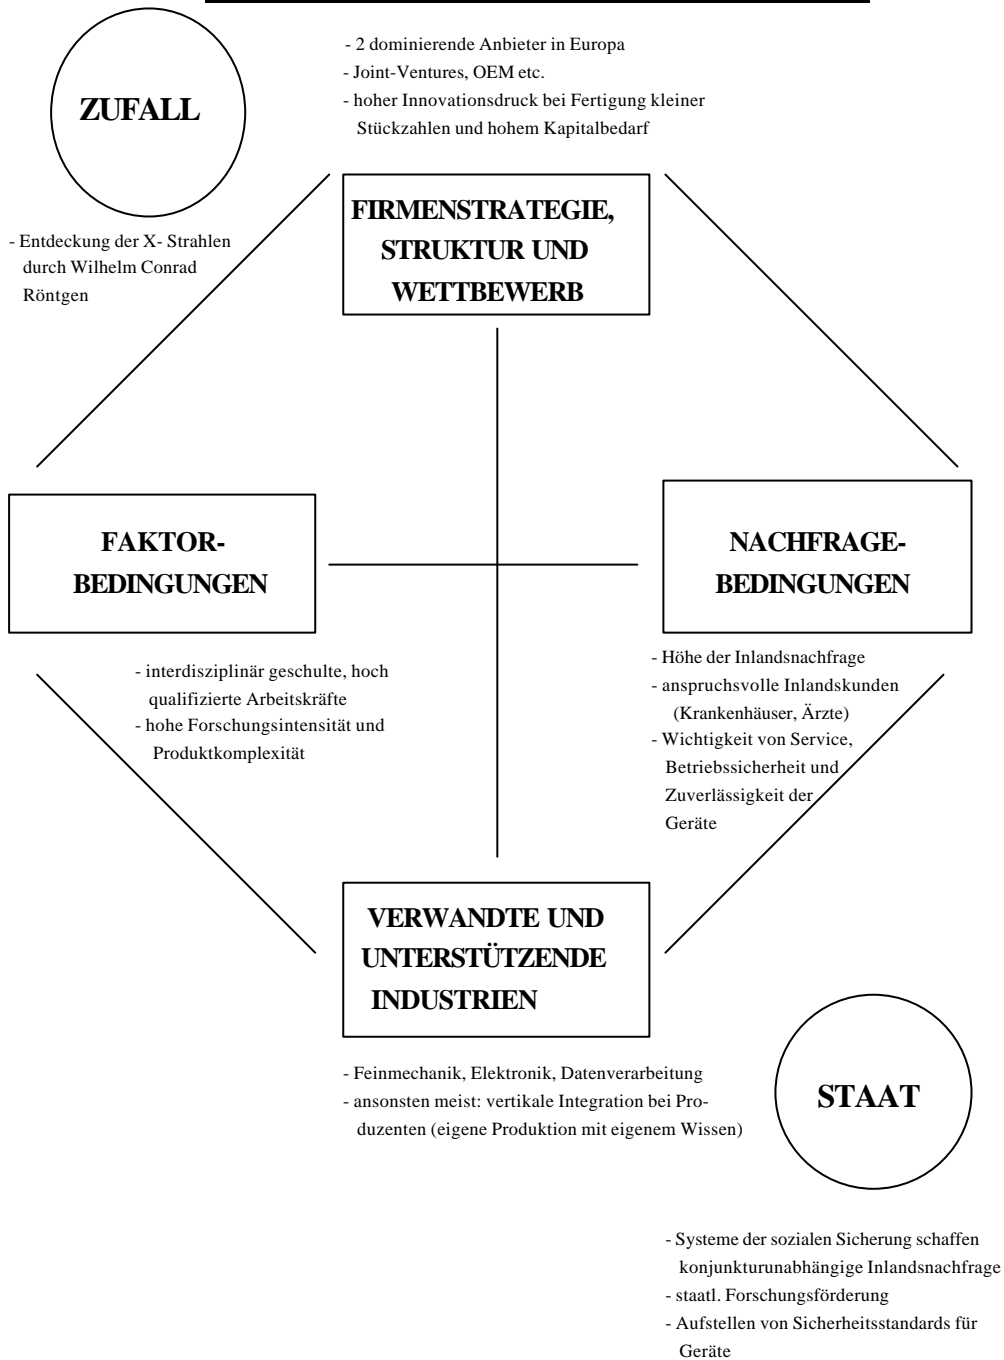 ZUFALL
- Entdeckung der X- Strahlen
durch Wilhelm Conrad
Röntgen
- 2 dominierende Anbieter in Europa
- Joint-Ventures, OEM etc.
- hoher Innovationsdruck bei Fertigung kleiner
Stückzahlen und hohem Kapitalbedarf
FIRMENSTRATEGIE,
STRUKTUR UND
WETTBEWERB
FAKTOR-
BEDINGUNGEN
- interdisziplinär geschulte, hoch
qualifizierte Arbeitskräfte
- hohe Forschungsintensität und
Produktkomplexität
NACHFRAGE-
BEDINGUNGEN
- Höhe der Inlandsnachfrage
- anspruchsvolle Inlandskunden
(Krankenhäuser, Ärzte)
- Wichtigkeit von Service,
Betriebssicherheit und
Zuverlässigkeit der
Geräte
VERWANDTE UND
UNTERSTÜTZENDE
INDUSTRIEN
- Feinmechanik, Elektronik, Datenverarbeitung
- ansonsten meist: vertikale Integration bei Pro-
duzenten (eigene Produktion mit eigenem Wissen)
STAAT
- Systeme der sozialen Sicherung schaffen
konjunkturunabhängige Inlandsnachfrage
- staatl. Forschungsförderung
- Aufstellen von Sicherheitsstandards für
Geräte